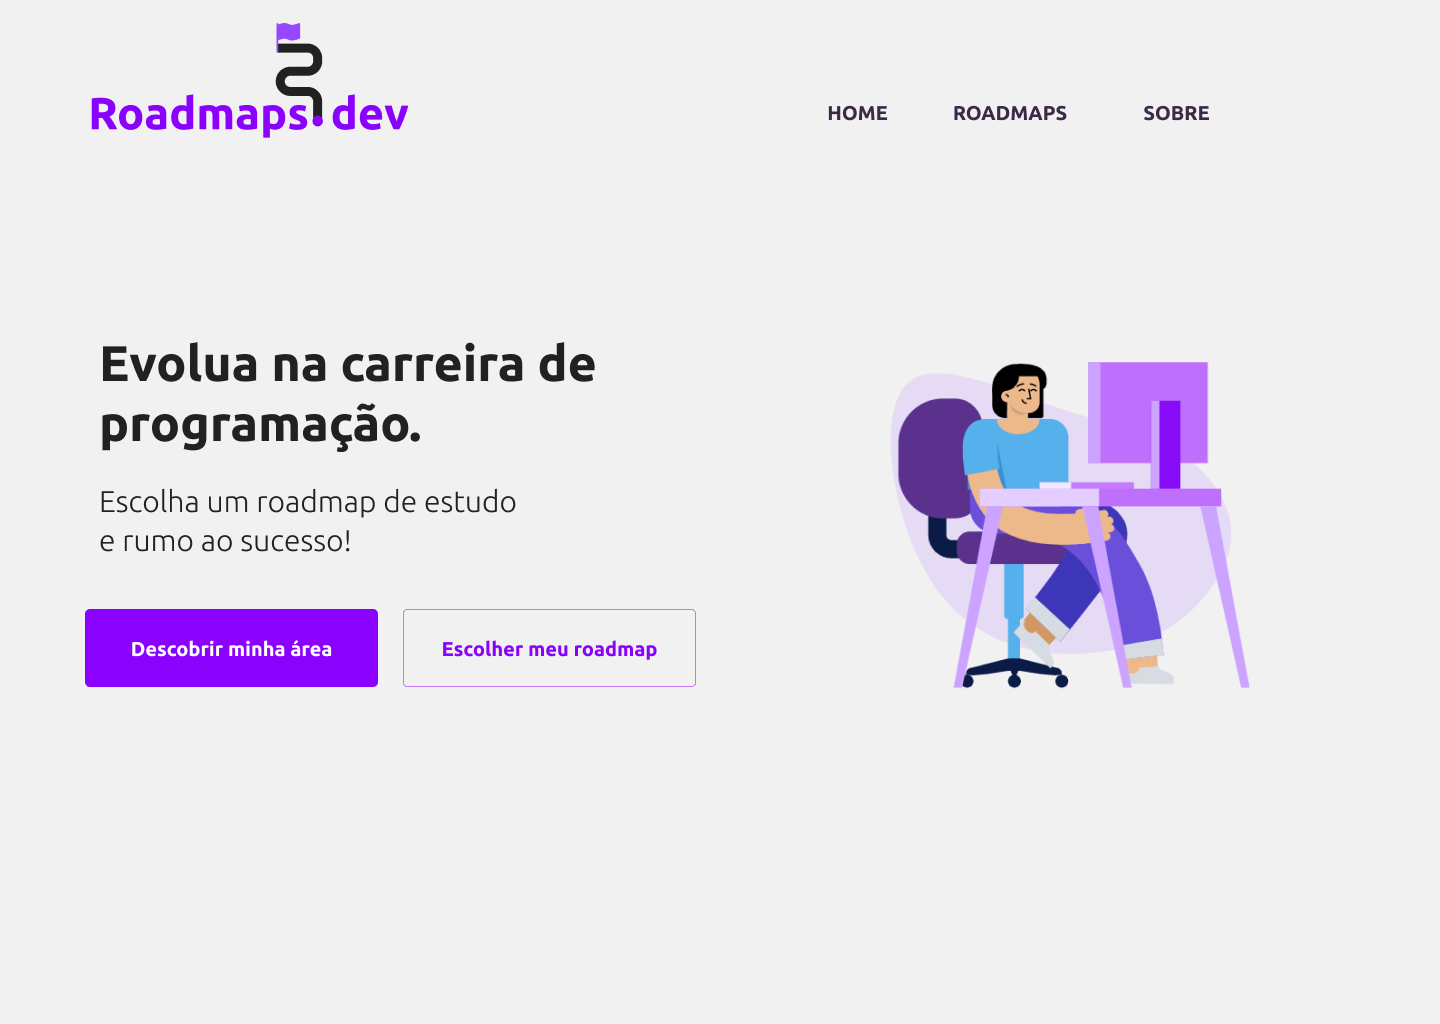 Roadmaps.dev
HOME ROADMAPS SOBRE
Evolua na carreira de
programação.
Escolha um roadmap de estudo
e rumo ao sucesso!
Descobrir minha área
Escolher meu roadmap